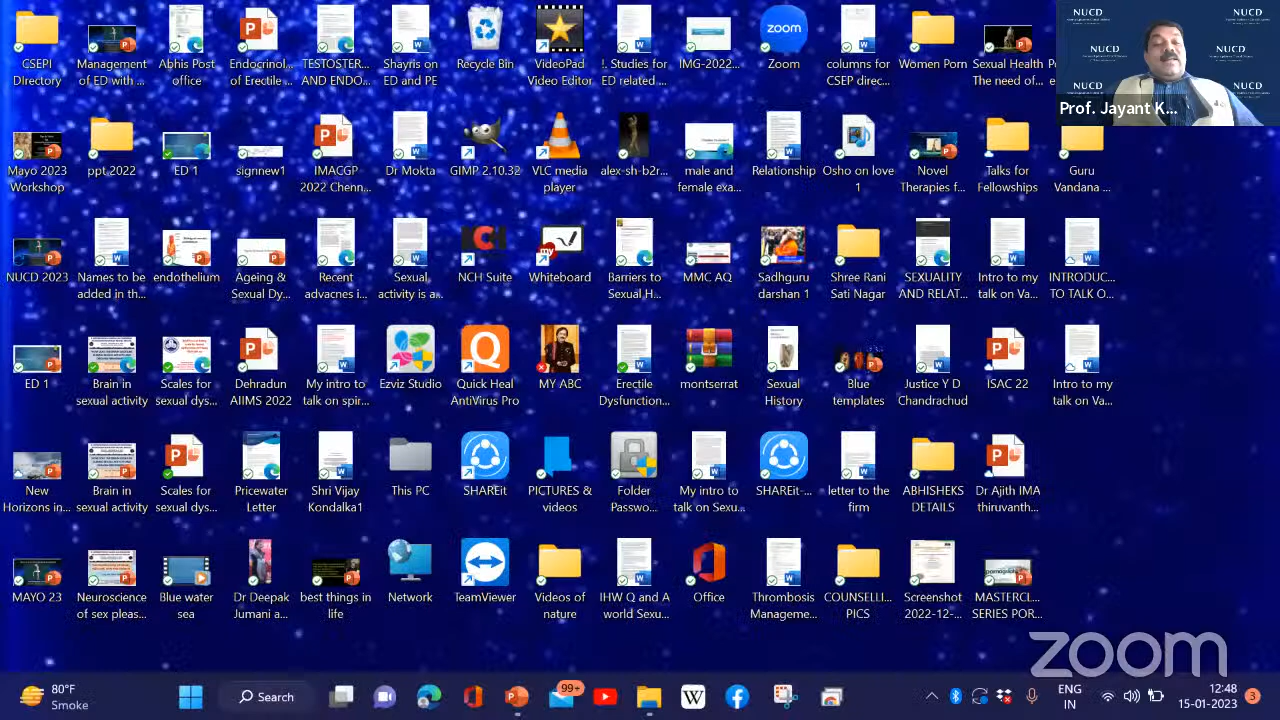 CSEPI
Directory
Management
of ED with ...
Abhis Post
office
Endocrinol...
of Erectile...
TESTOSTER...
AND ENDO...
hayris on
ED and PE
Recycle Bin
VideoPad
Video Editor
!. Studies for
ED related ...
IMG-2022...
Zoom
zoom
columns for
CSEP direc...
Women mm
Sexual Health
The need of...
NUCD
NUCD
NUCD
NUCD
NUCD
NUCD
Prof. Jayant K...
Mayo 2023
Workshop
ppt 2022
ED 1
signnew1
IMACGP
2022 Chenn...
Dr Mokta
GIMP 2.10.32
VLC media
player
alex-sh-b2r...
male and
female exa...
Relationship
Osho on love
1
Novel
Therapies f...
Talks for
Fellowships
Guru
Vandana ...
NUCD 2023
Names to be
added in th...
endothelium
Ageing and
Sexual Dy...
Recent
advacnes i...
Sexual
activity is a...
NCH Suite
Whiteboard
Barriers to
Sexual H...
MMC AQ
Sadhguru
darshan 1
Shree Rani
Sati Nagar
SEXUALITY
AND RELAT...
Intro to my
talk on Va...
INTRODUC...
TO TALK O...
ED 1
Brain in
sexual activity
Scales for
sexual dys...
Dehradun
AIIMS 2022
My intro to
talk on spir...
Ezviz Studio
Quick Heal
AntiVirus Pro
MY ABC
Erectile
Dysfunction...
montserrat
Sexual
History
Blue
templates
Justice Y D
Chandrachud
ISAC 22
Intro to my
talk on Va...
New
Horizons in...
Brain in
sexual activity
Scales for
sexual dys...
Pricewater
Letter
Shri Vijay
Kondalka1
This PC
SHAREit
PICTURES &
videos
Folder
Passwo...
My intro to
talk on Sexu...
SHAREit-...
letter to the
firm
ABHISHEKS
DETAILS
Dr Ajith IMA
thiruvanth...
MAYO 23
Neuroscience
of sex pleas...
Blue water
sea
Dr Deepak
Jumani a...
best things in
life
Network
TeamViewer
Videos of
nature
IHW Q and A
world Sexu...
Office
Thrombosis
Manageme...
COUNSELLI...
PICS
Screenshot
2022-12-...
MASTERCL...
SERIES POR...
zoom
80°F
Smoke
Search
99+
ENG
IN
12:48
15-01-2023
3